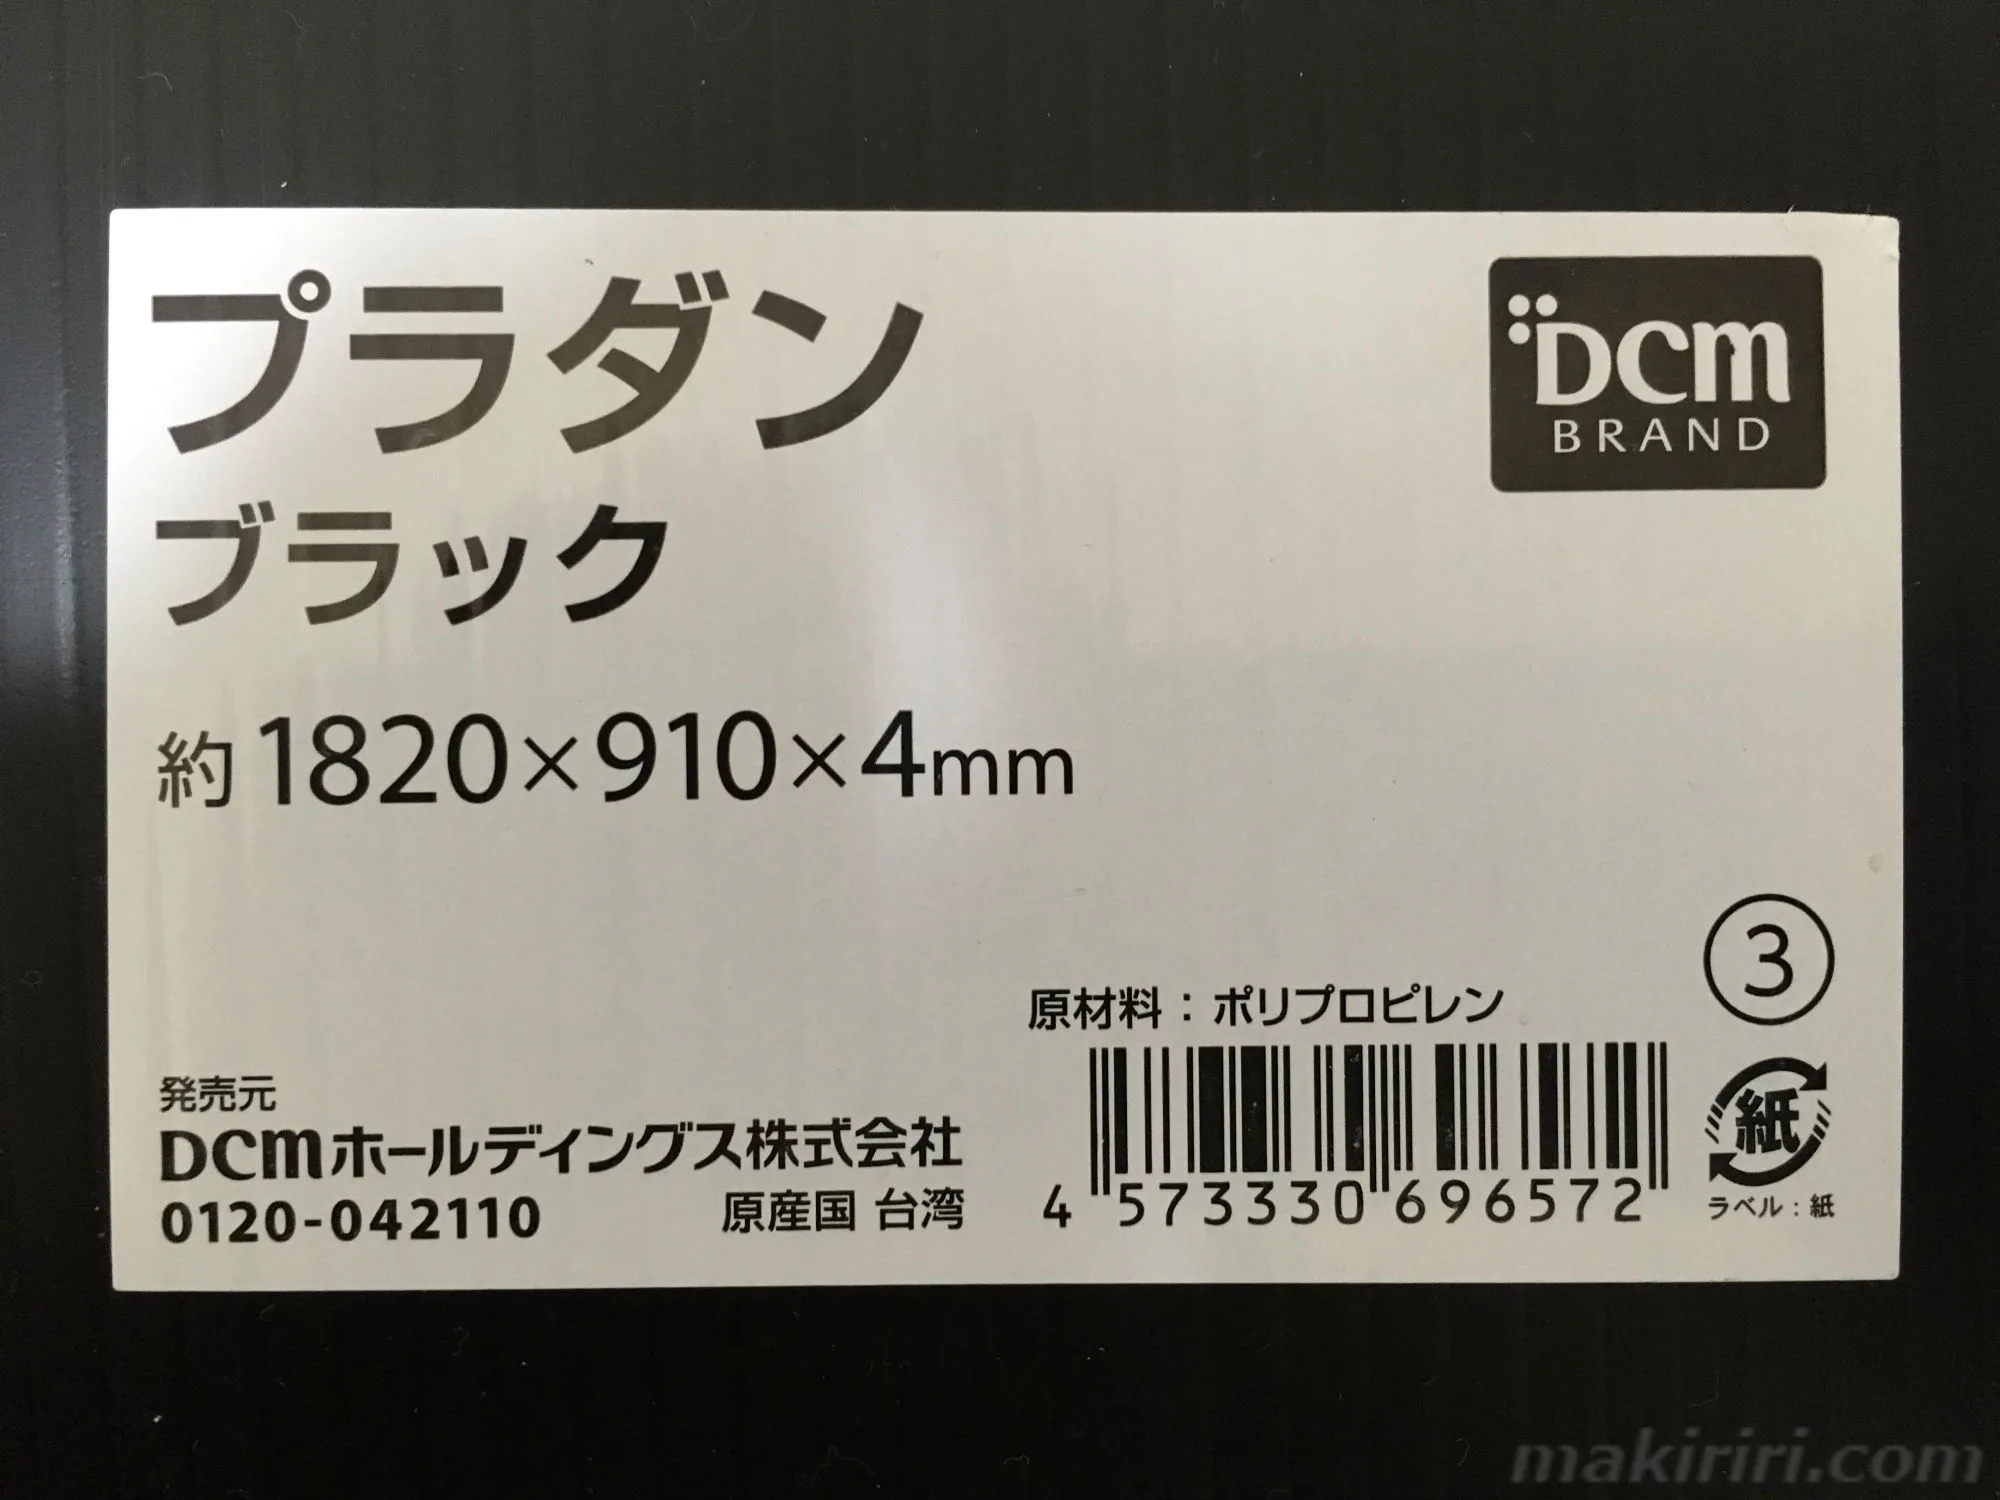 プラダン
DCM
BRAND
ブラック
約1820×910×4mm
3
原材料：ポリプロピレン
発売元
DCMホールディングス株式会社
0120-042110
原産国 台湾
4 573330 696572
紙
ラベル：紙
makiriri.com